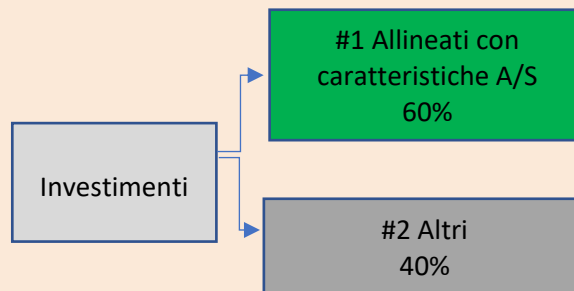 #1 Allineati con
caratteristiche A/S
60%
Investimenti
#2 Altri
40%